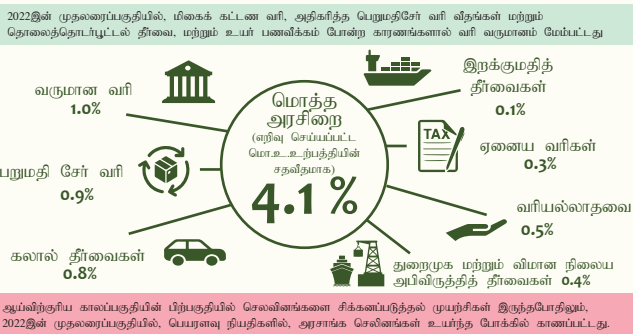 2022இன் முதலரைப்பகுதியில், மிகைக் கட்டண வரி, அதிகரித்த பெறுமதிசேர் வரி வீதங்கள் மற்றும்
தொலைத்தொடர்பூட்டல் தீர்வை, மற்றும் உயர் பணவீக்கம் போன்ற காரணங்களால் வரி வருமானம் மேம்பட்டது
வருமான வரி
1.0%
பறுமதி சேர் வரி
0.9%
கலால் தீர்வைகள்
0.8%
மொத்த
அரசிறை
(எறிவு செய்யப்பட்ட
மொ.உ.உற்பத்தியின்
சதவீதமாக)
4.1 %
இறக்குமதித்
தீர்வைகள்
0.1%
TAX
ஏனைய வரிகள்
0.3%
வரியல்லாதவை
0.5%
துறைமுக மற்றும் விமான நிலைய
அபிவிருத்தித் தீர்வைகள் 0.4%
ஆய்விற்குரிய காலப்பகுதியின் பிற்பகுதியில் செலவினங்களை சிக்கனப்படுத்தல் முயற்சிகள் இருந்தபோதிலும்,
2022இன் முதலரைப்பகுதியில், பெயரளவு நியதிகளில், அரசாங்க செலினங்கள் உயர்ந்த போக்கில் காணப்பட்டது.